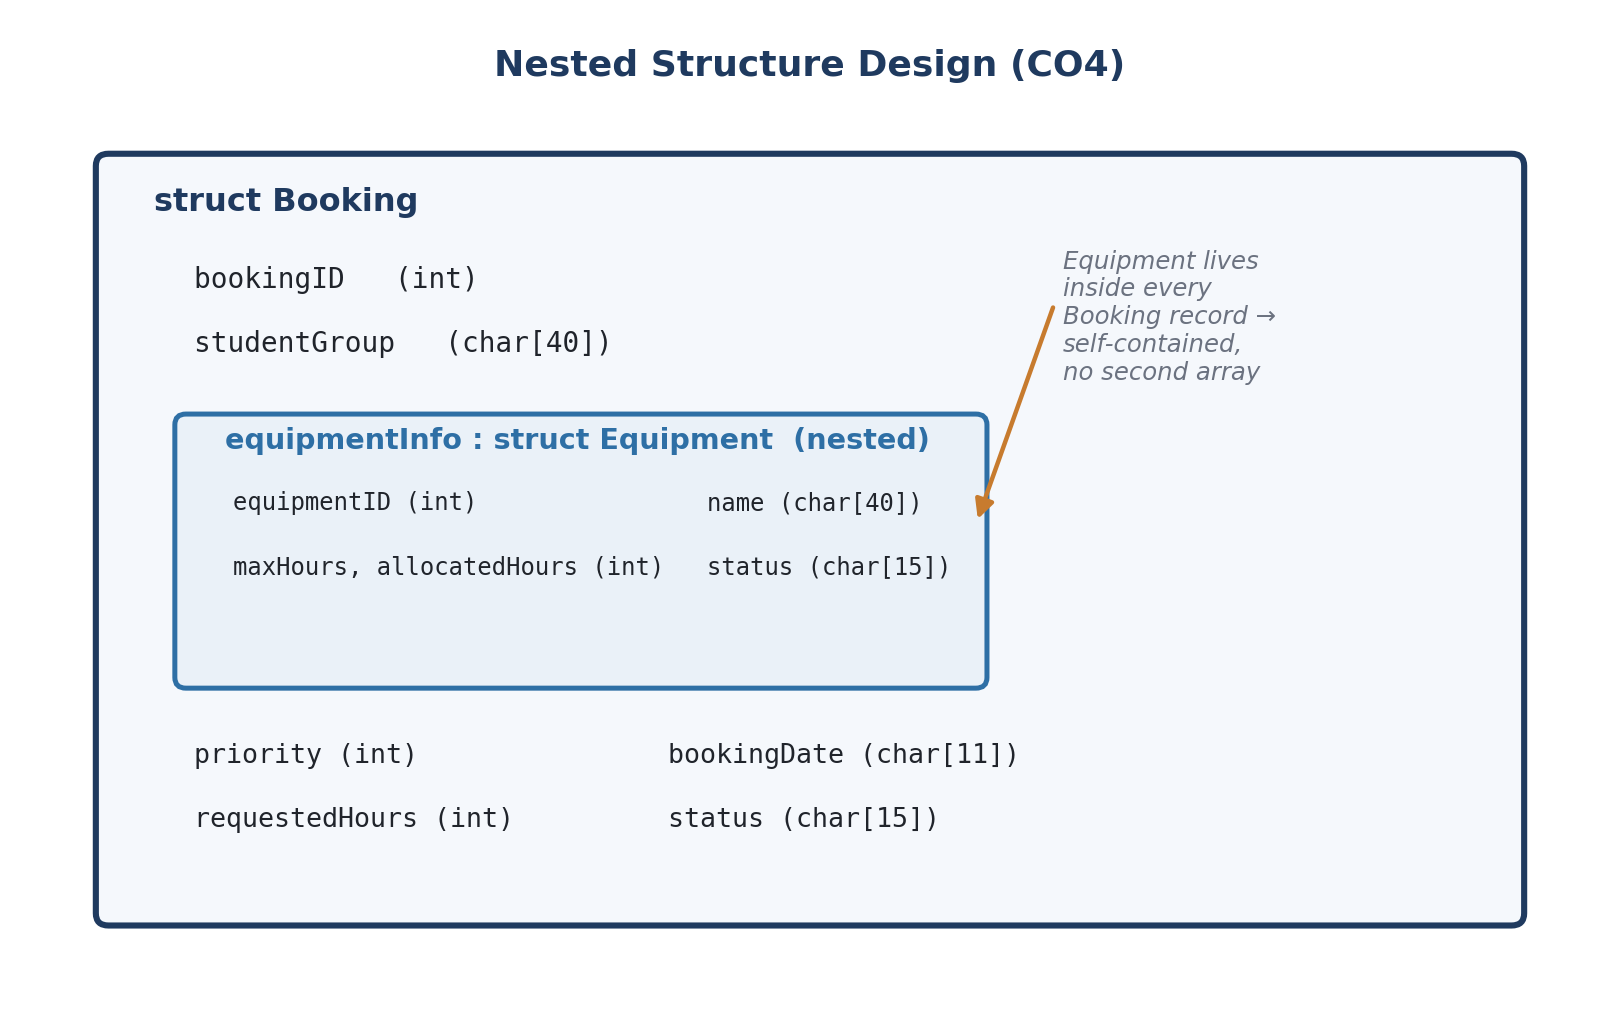 Nested Structure Design (CO4)
struct Booking
bookingID   (int)
studentGroup   (char[40])
Equipment lives
inside every
Booking record →
self-contained,
no second array
equipmentInfo : struct Equipment  (nested)
equipmentID (int)
name (char[40])
maxHours, allocatedHours (int)
status (char[15])
priority (int)
bookingDate (char[11])
requestedHours (int)
status (char[15])